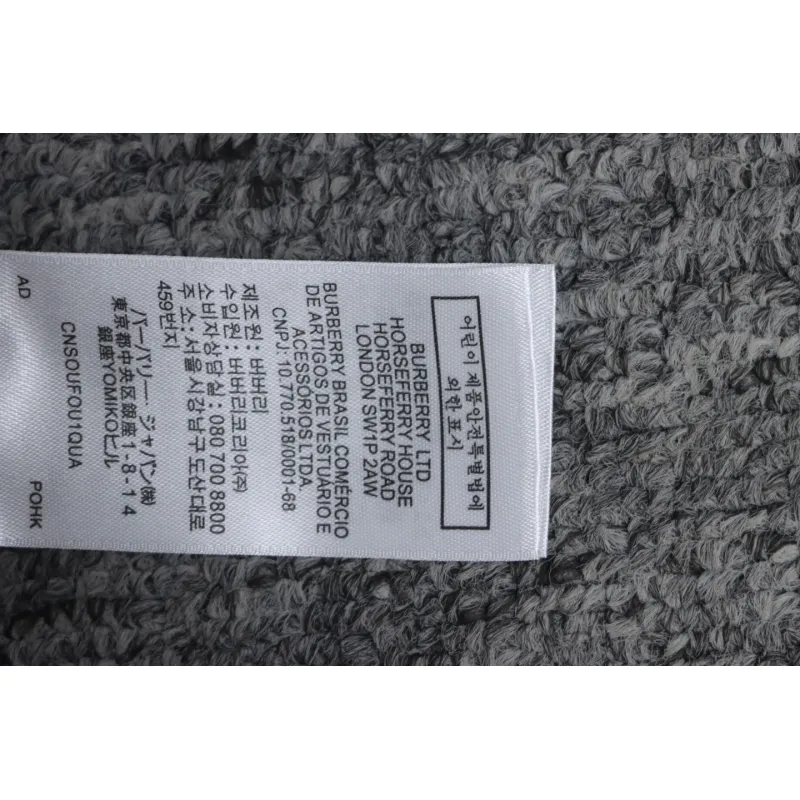 어린이 제품안전특별법에
의한 표시
BURBERRY LTD
HORSEFERRY HOUSE
HORSEFERRY ROAD
LONDON SW1P 2AW
BURBERRY BRASIL COMÉRCIO
DE ARTIGOS DE VESTUÁRIO E
ACESSORIOS LTDA.
CNPJ: 10.770.518/0001-68
제조원 : 버버리
수입원 : 버버리코리아㈜
소비자상담실 : 080 700 8800
주 소 : 서울시강남구 도산대로
459번지
バーバリー・ジャパン㈱
東京都中央区銀座1-8-14
銀座YOMIKOビル
CNSOUFOU1QUA
AD POHK